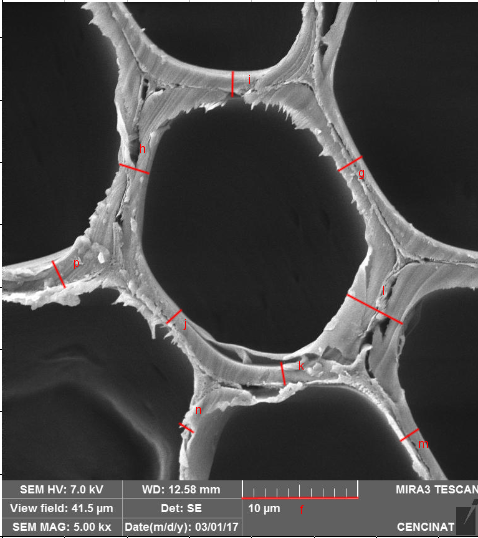 i
h
g
p
j
k
n
m
SEM HV: 7.0 kV WD: 12.58 mm MIRA3 TESCAN
View field: 41.5 µm Det: SE 10 µm r
SEM MAG: 5.00 kx Date(m/d/y): 03/01/17 CENCINAT